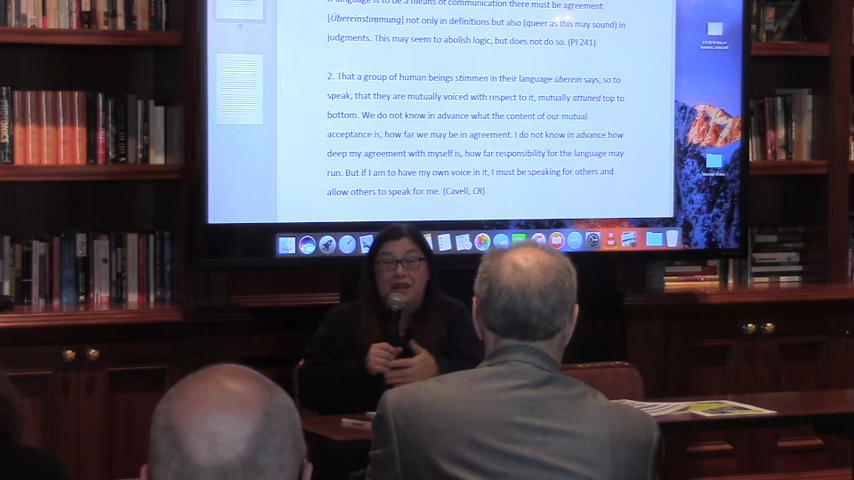 If language is to be a means of communication there must be agreement
[Übereinstimmung] not only in definitions but also (queer as this may sound) in
judgments. This may seem to abolish logic, but does not do so. (PI 241)
2. That a group of human beings stimmen in their language überein says, so to
speak, that they are mutually voiced with respect to it, mutually attuned top to
bottom. We do not know in advance what the content of our mutual
acceptance is, how far we may be in agreement. I do not know in advance how
deep my agreement with myself is, how far responsibility for the language may
run. But if I am to have my own voice in it, I must be speaking for others and
allow others to speak for me. (Cavell, CR)